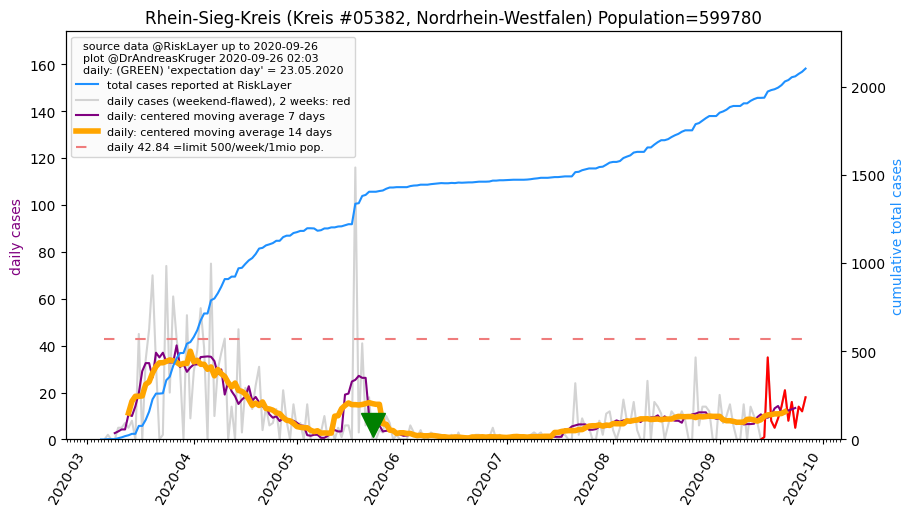 Rhein-Sieg-Kreis (Kreis #05382, Nordrhein-Westfalen) Population=599780
source data @RiskLayer up to 2020-09-26
plot @DrAndreasKruger 2020-09-26 02:03
daily: (GREEN) 'expectation day' = 23.05.2020
total cases reported at RiskLayer
daily cases (weekend-flawed), 2 weeks: red
daily: centered moving average 7 days
daily: centered moving average 14 days
daily 42.84 =limit 500/week/1mio pop.
daily cases
160
140
120
100
80
60
40
20
0
2000
1500
1000
500
0
cumulative total cases
2020-03
2020-04
2020-05
2020-06
2020-07
2020-08
2020-09
2020-10